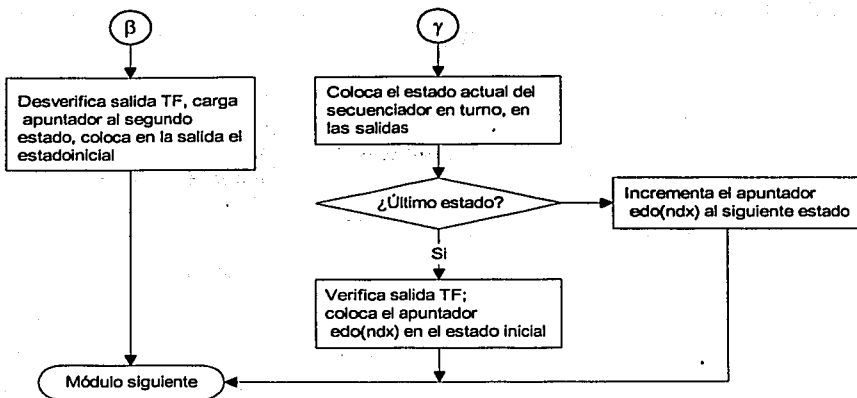 β
γ
Desverifica salida TF, carga
apuntador al segundo
estado, coloca en la salida el
estadoinicial
Coloca el estado actual del
secuenciador en turno, en
las salidas
¿Último estado?
Incrementa el apuntador
edo(ndx) al siguiente estado
Si
Verifica salida TF;
coloca el apuntador
edo(ndx) en el estado inicial
Módulo siguiente